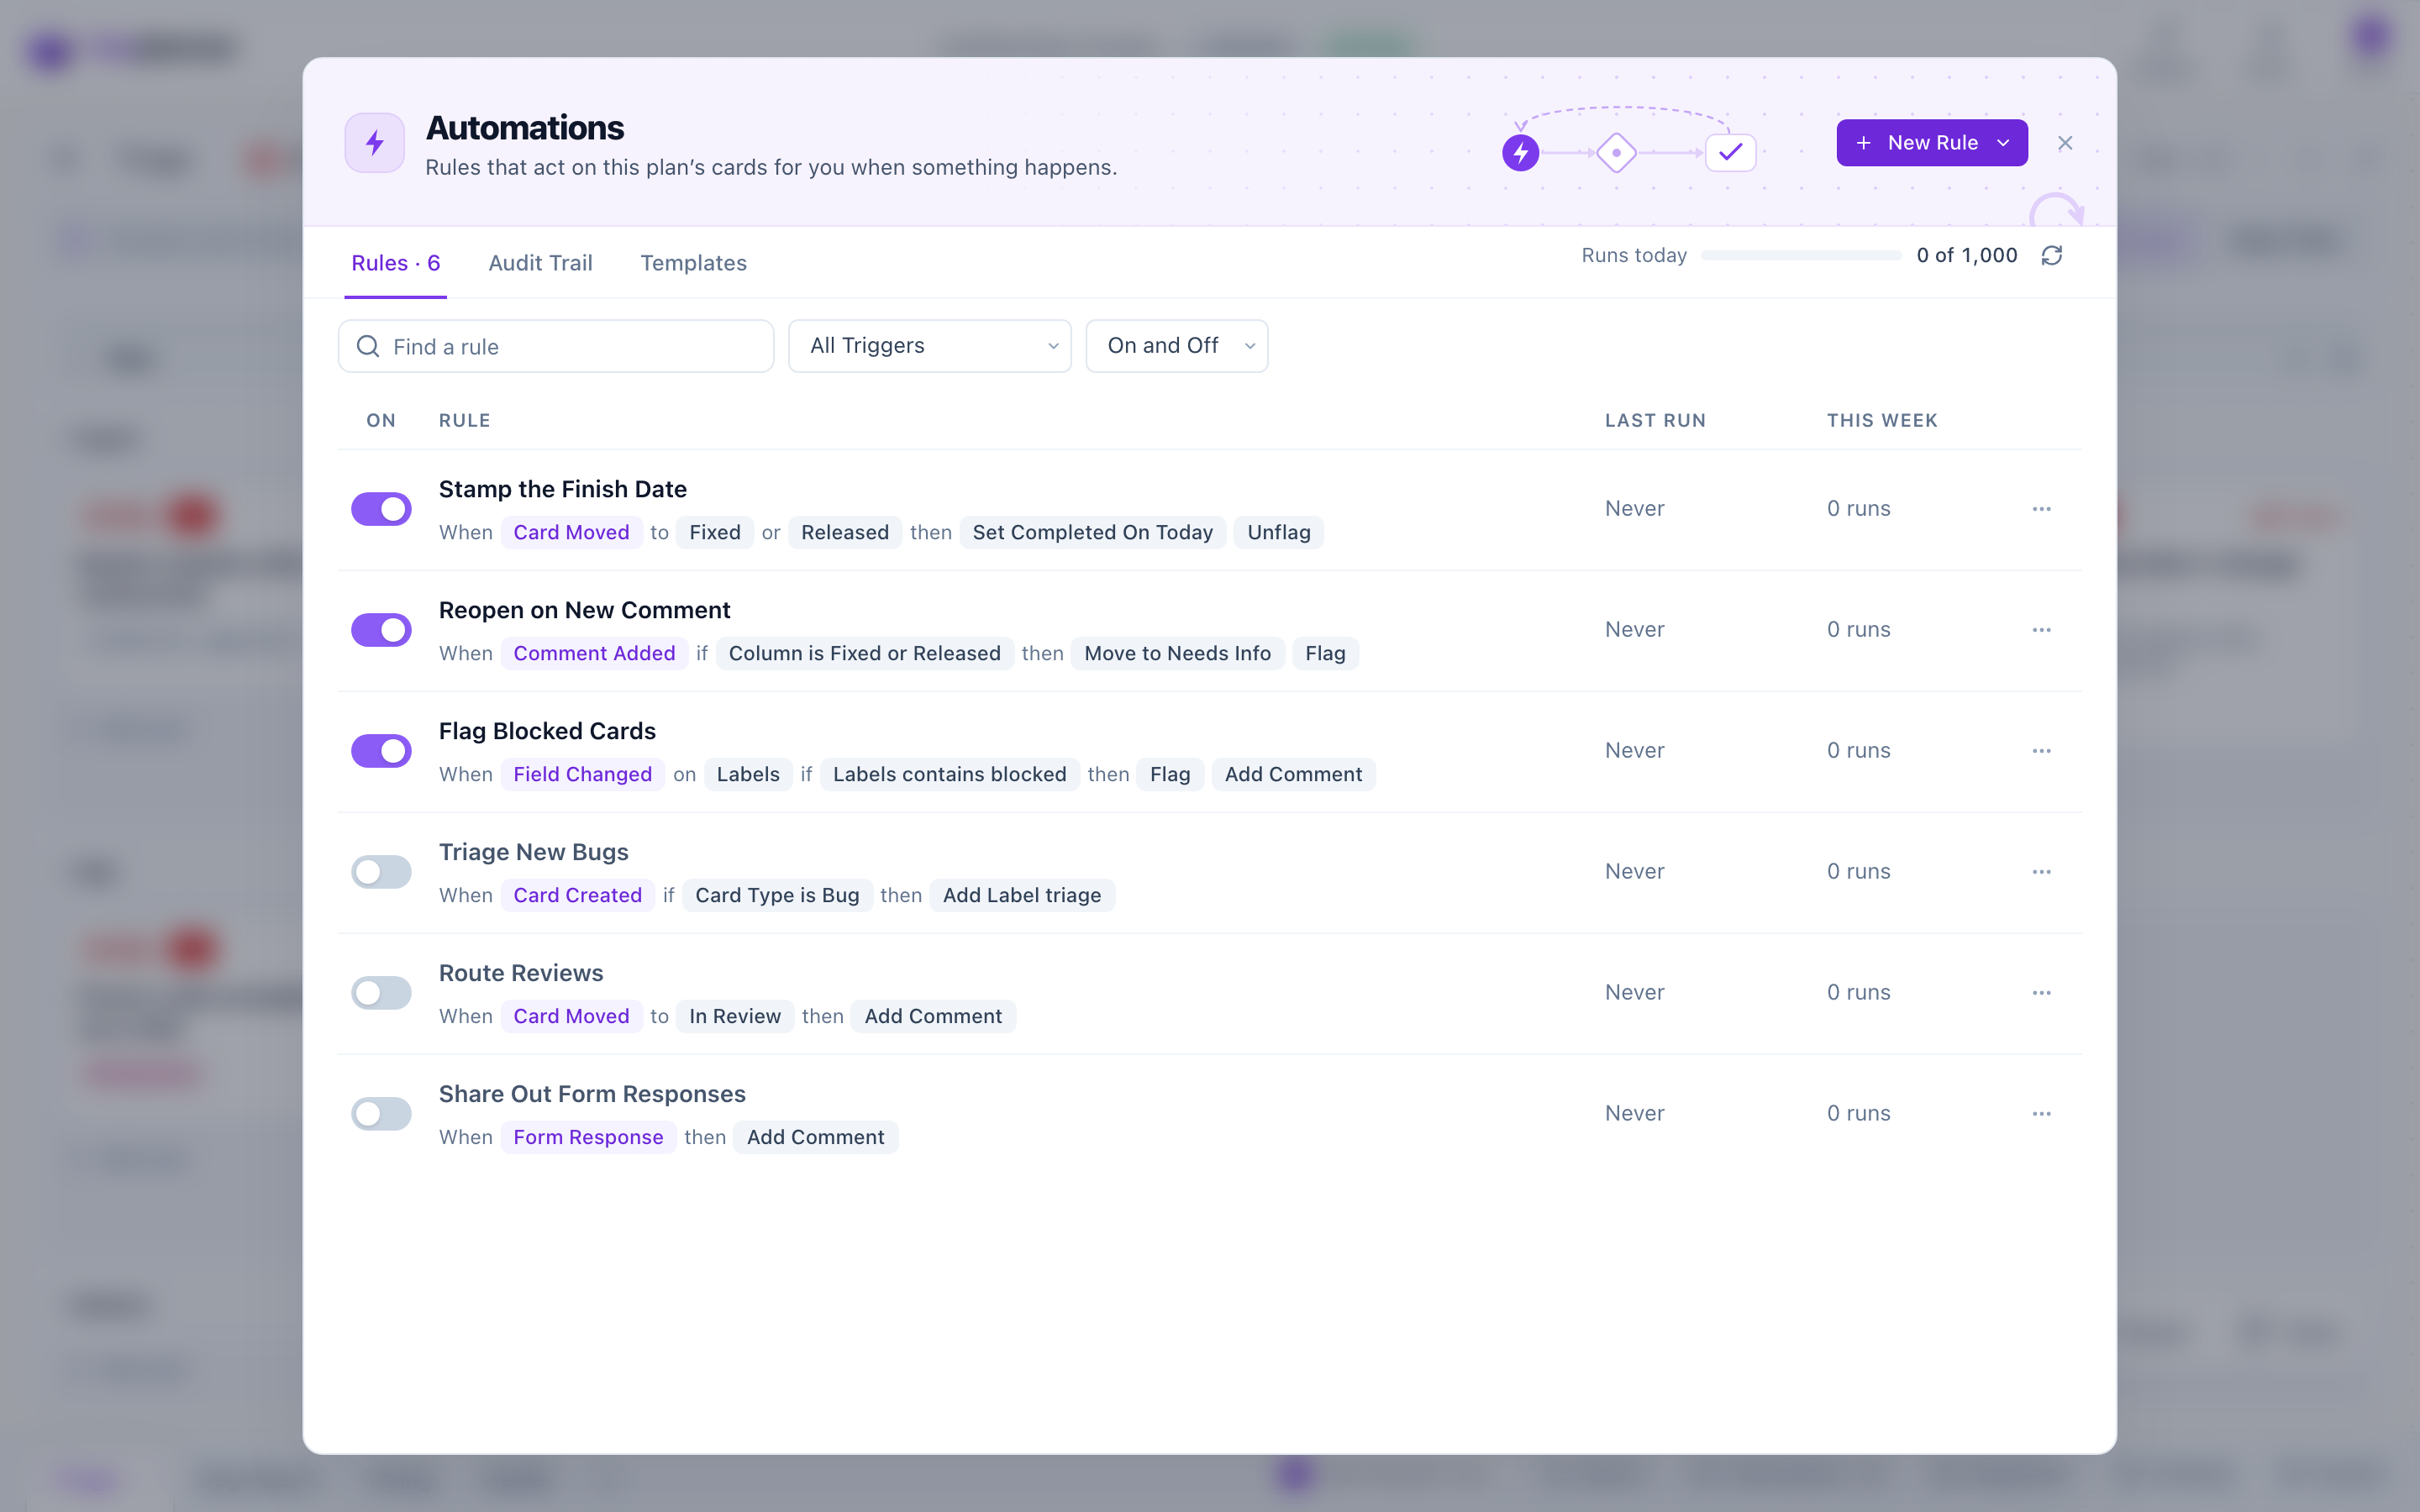 Automations
Rules that act on this plan’s cards for you when something happens.
New Rule
Rules · 6
Audit Trail
Templates
Runs today
0 of 1,000
Find a rule
All Triggers
On and Off
ON
RULE
LAST RUN
THIS WEEK
Stamp the Finish Date
When Card Moved to Fixed or Released then Set Completed On Today Unflag
Never
0 runs
Reopen on New Comment
When Comment Added if Column is Fixed or Released then Move to Needs Info Flag
Never
0 runs
Flag Blocked Cards
When Field Changed on Labels if Labels contains blocked then Flag Add Comment
Never
0 runs
Triage New Bugs
When Card Created if Card Type is Bug then Add Label triage
Never
0 runs
Route Reviews
When Card Moved to In Review then Add Comment
Never
0 runs
Share Out Form Responses
When Form Response then Add Comment
Never
0 runs